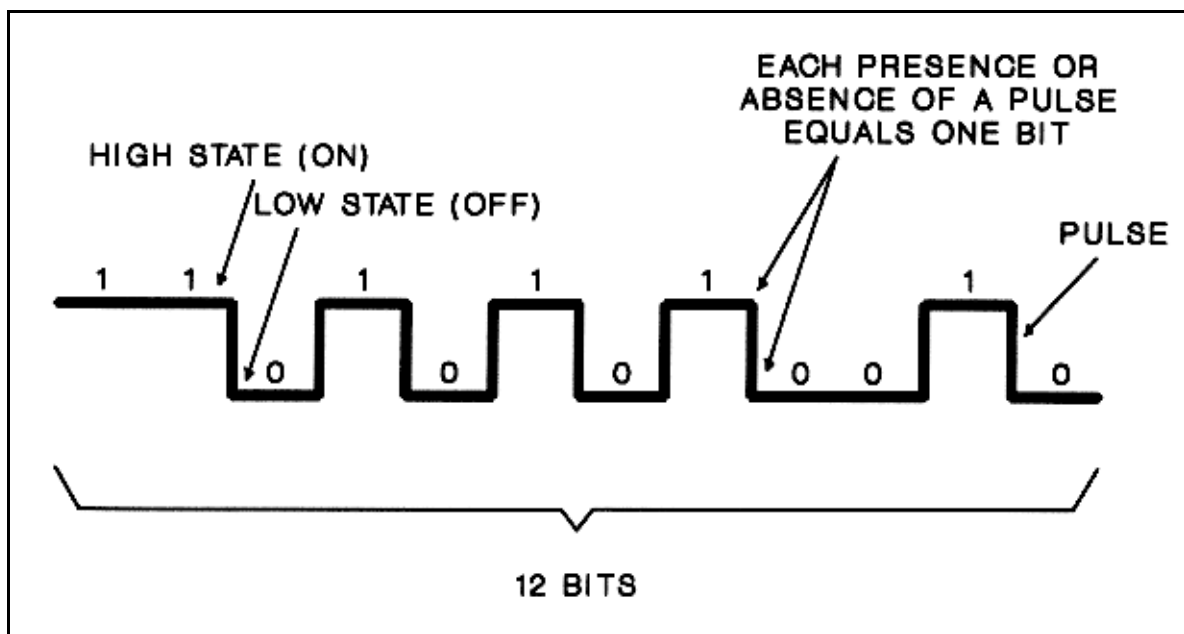 EACH PRESENCE OR
ABSENCE OF A PULSE
EQUALS ONE BIT
HIGH STATE (ON)
LOW STATE (OFF)
PULSE
1 1 1 1 1 1
0 0 0 0 0 0
12 BITS